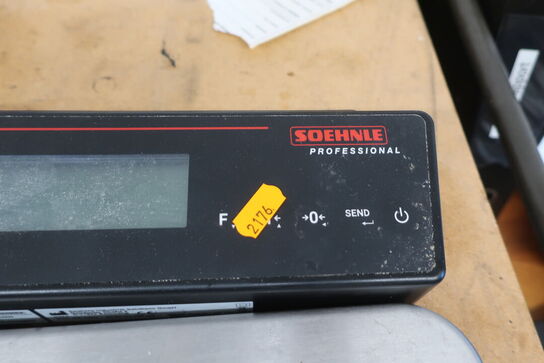 SOEHNLE
PROFESSIONAL
F
2176
→0←
SEND